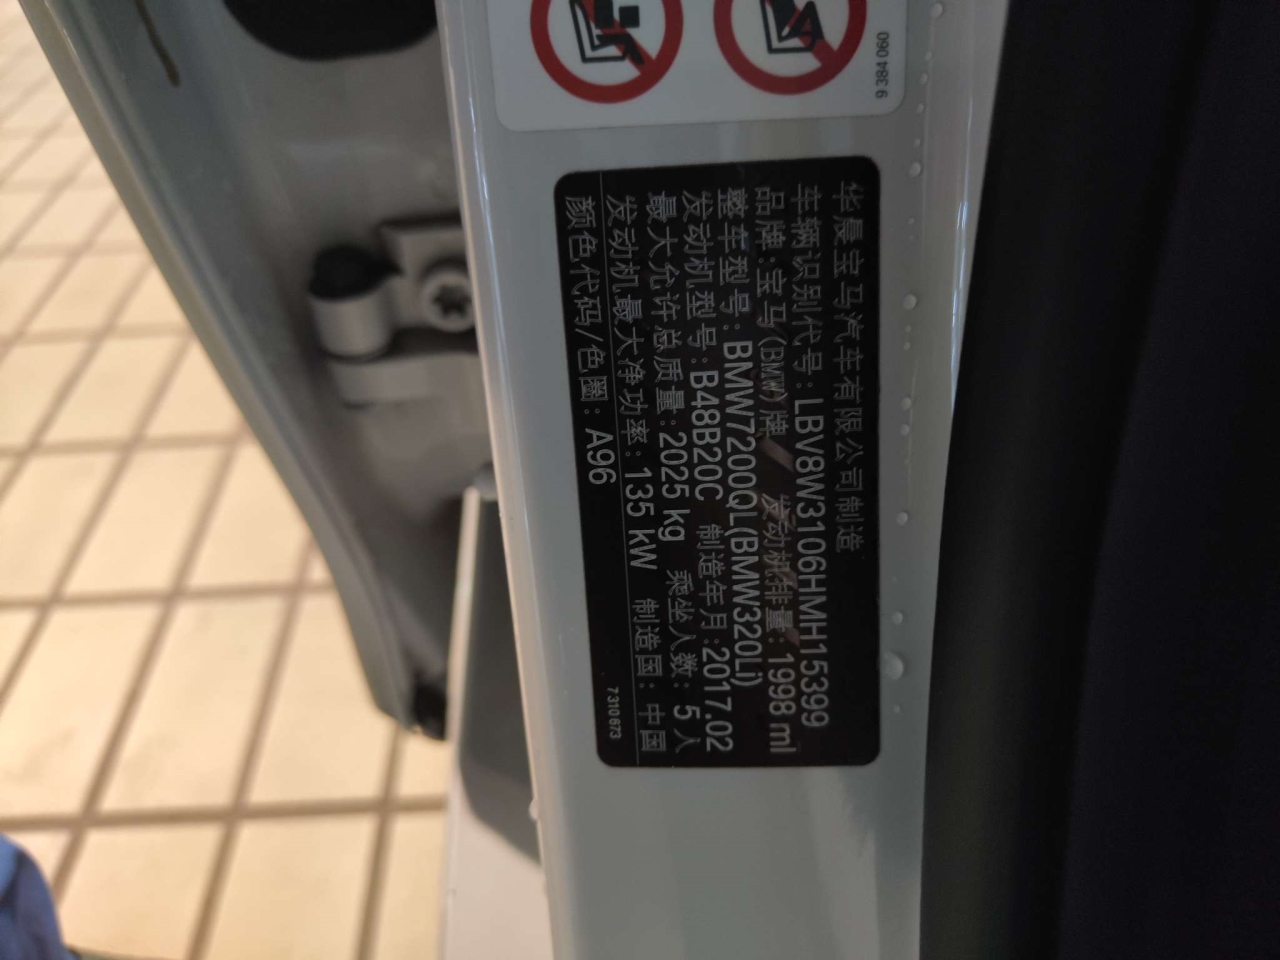 9 384 060
华晨宝马汽车有限公司制造
车辆识别代号:LBV8W3106HMH15399
品牌:宝马(BMW)牌 发动机排量:1998 ml
整车型号:BMW7200QL(BMW320Li)
发动机型号:B48B20C 制造年月:2017.02
最大允许总质量:2025 kg 乘坐人数:5人
发动机最大净功率:135 kW 制造国:中国
颜色代码/色圈:A96 7310673